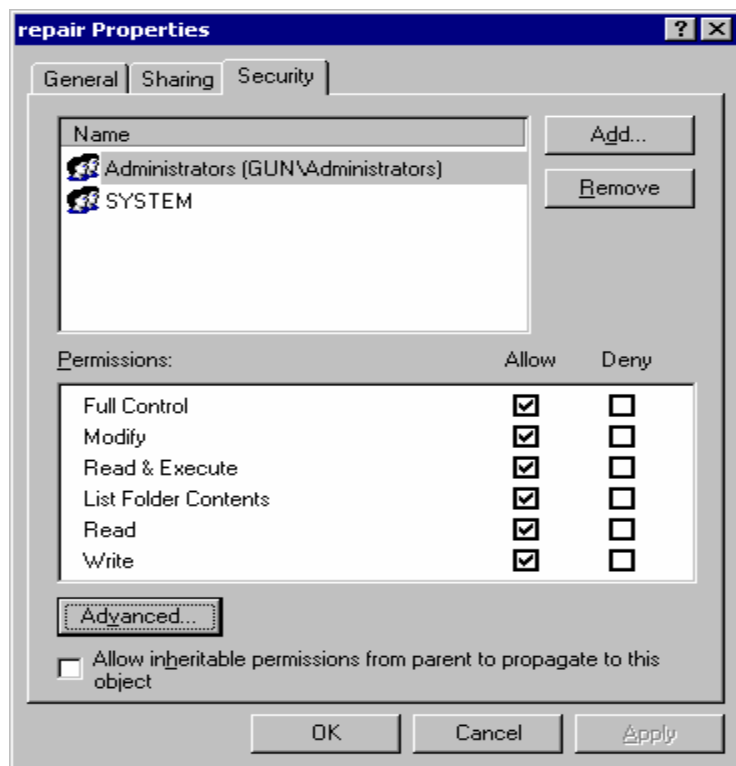 repair Properties
General Sharing Security
Name
Administrators (GUN\Administrators)
SYSTEM
Add...
Remove
Permissions: Allow Deny
Full Control
Modify
Read & Execute
List Folder Contents
Read
Write
Advanced...
Allow inheritable permissions from parent to propagate to this
object
OK Cancel Apply